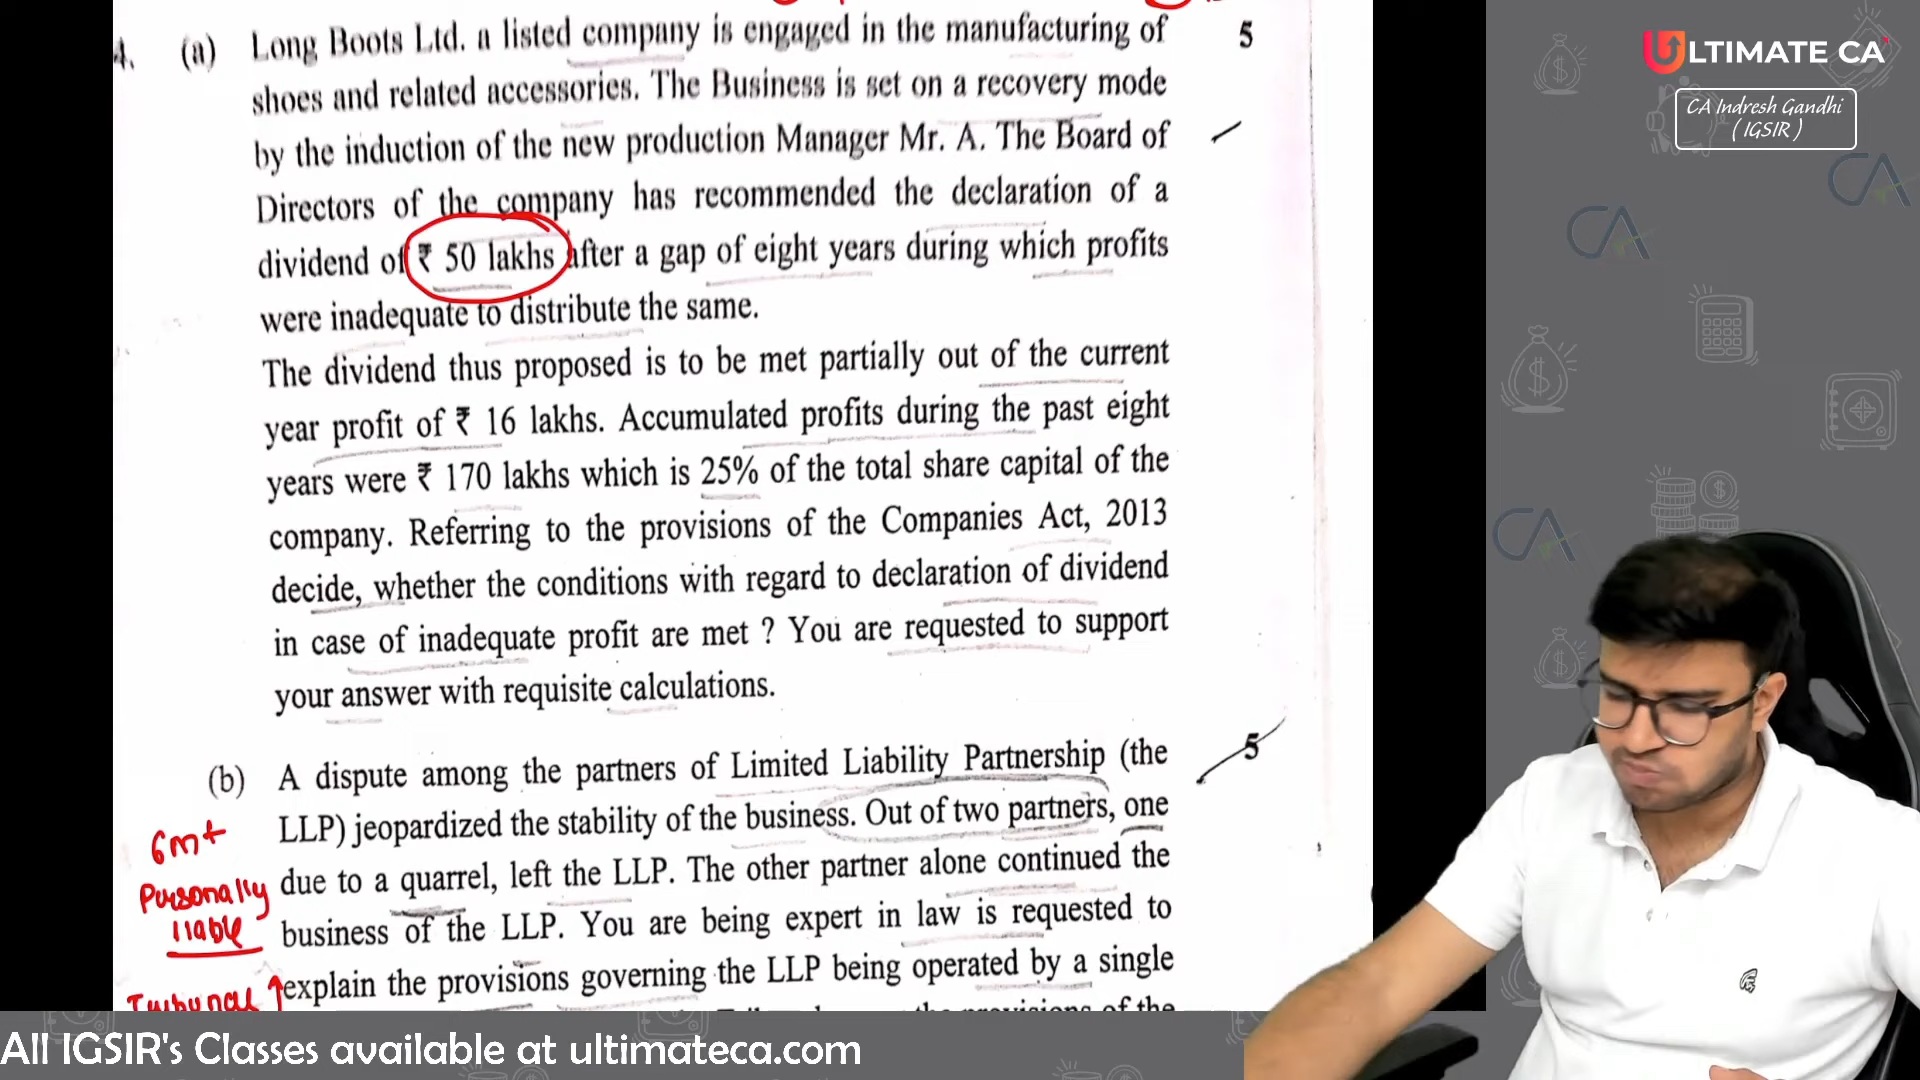 4. (a) Long Boots Ltd. a listed company is engaged in the manufacturing of 5
shoes and related accessories. The Business is set on a recovery mode
by the induction of the new production Manager Mr. A. The Board of
Directors of the company has recommended the declaration of a
dividend of ₹ 50 lakhs after a gap of eight years during which profits
were inadequate to distribute the same.
The dividend thus proposed is to be met partially out of the current
year profit of ₹ 16 lakhs. Accumulated profits during the past eight
years were ₹ 170 lakhs which is 25% of the total share capital of the
company. Referring to the provisions of the Companies Act, 2013
decide, whether the conditions with regard to declaration of dividend
in case of inadequate profit are met ? You are requested to support
your answer with requisite calculations.
(b) A dispute among the partners of Limited Liability Partnership (the 5
LLP) jeopardized the stability of the business. Out of two partners, one
due to a quarrel, left the LLP. The other partner alone continued the
business of the LLP. You are being expert in law is requested to
explain the provisions governing the LLP being operated by a single
provisions of the
6m+
Personally
liable
ULTIMATE CA
CA Indresh Gandhi
( IGSIR )
CA
CA
CA
All IGSIR's Classes available at ultimateca.com